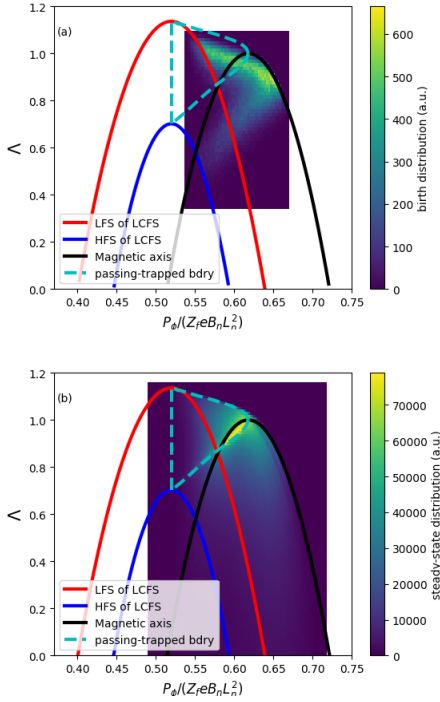 (a)
1.2
1.0
0.8
0.6
0.4
0.2
0.0
Λ
LFS of LCFS
HFS of LCFS
Magnetic axis
passing-trapped bdry
0.40 0.45 0.50 0.55 0.60 0.65 0.70 0.75
P_ϕ/(Z_f e B_n L_n^2)
600
500
400
300
200
100
0
birth distribution (a.u.)
(b)
1.2
1.0
0.8
0.6
0.4
0.2
0.0
Λ
LFS of LCFS
HFS of LCFS
Magnetic axis
passing-trapped bdry
0.40 0.45 0.50 0.55 0.60 0.65 0.70 0.75
P_ϕ/(Z_f e B_n L_n^2)
70000
60000
50000
40000
30000
20000
10000
0
steady-state distribution (a.u.)